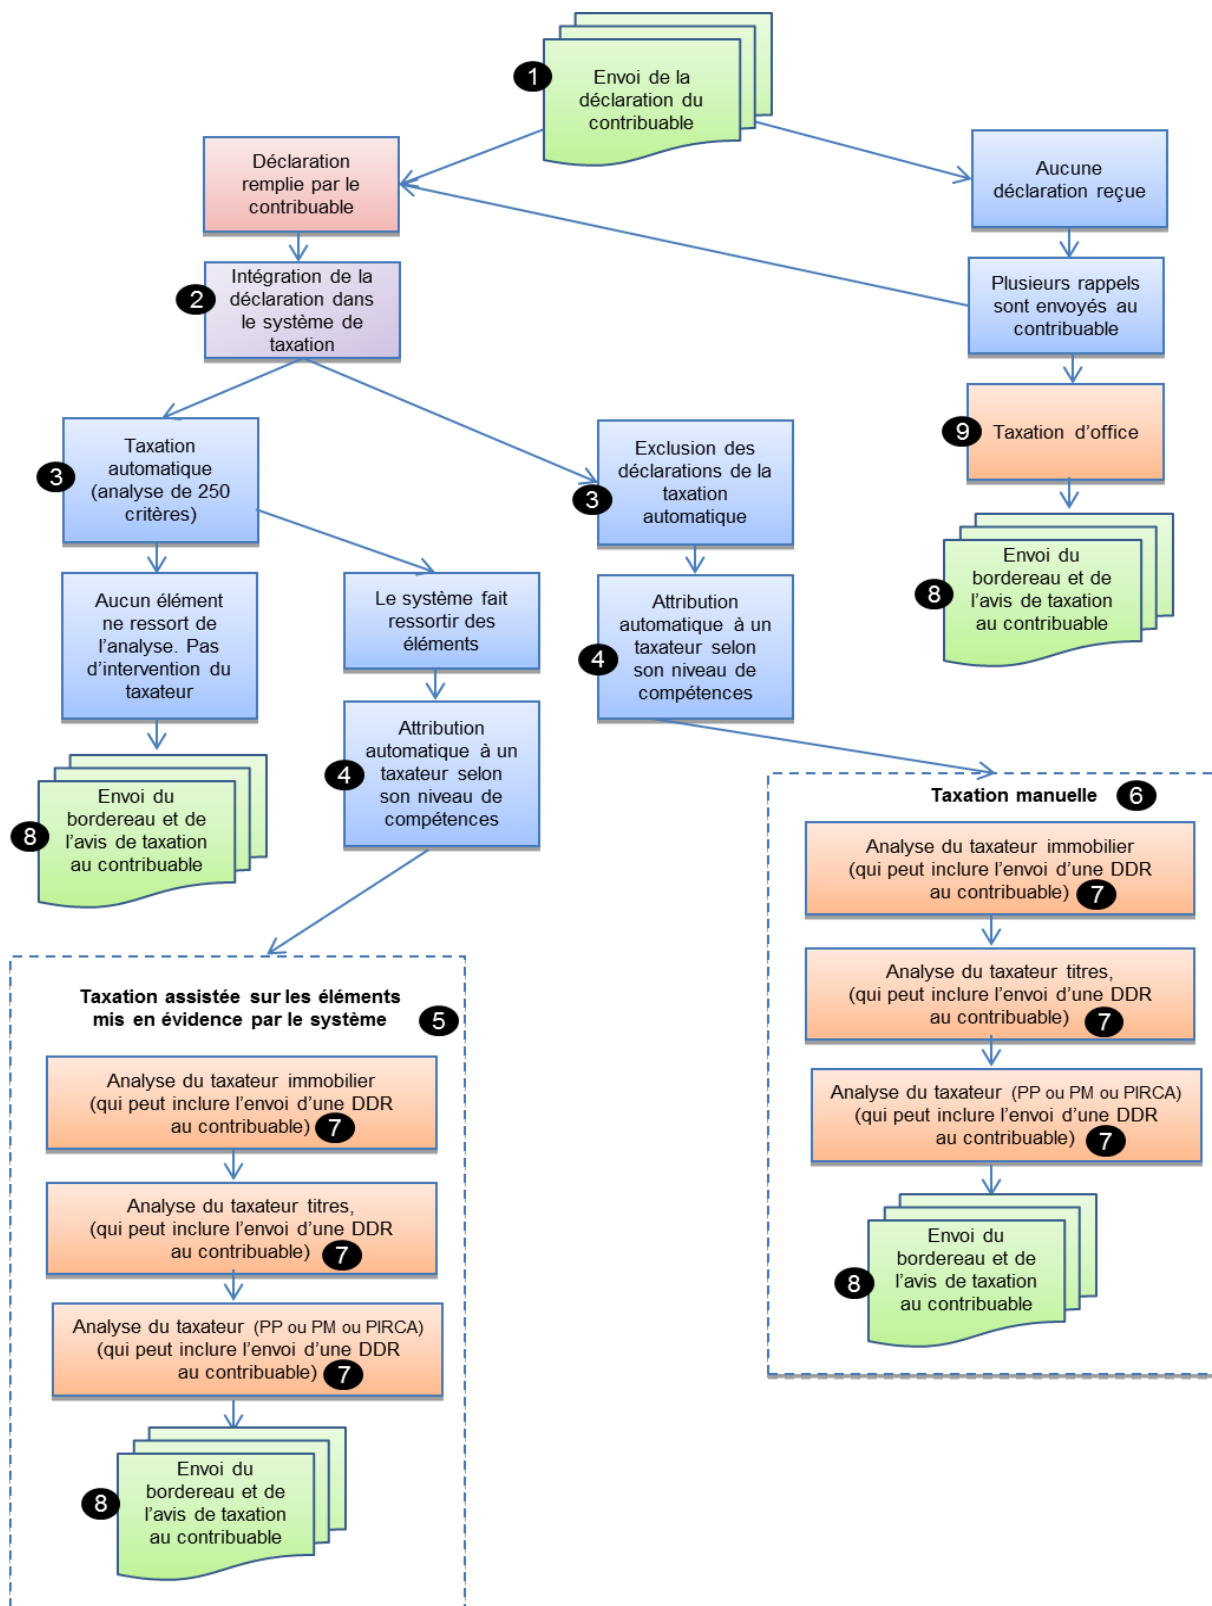 1
Envoi de la
déclaration du
contribuable
Déclaration
remplie par le
contribuable
Aucune
déclaration reçue
2
Intégration de la
déclaration dans
le système de
taxation
Plusieurs rappels
sont envoyés au
contribuable
3
Taxation
automatique
(analyse de 250
critères)
3
Exclusion des
déclarations de la
taxation
automatique
9
Taxation d'office
Aucun élément
ne ressort de
l'analyse. Pas
d'intervention du
taxateur
Le système fait
ressortir des
éléments
4
Attribution
automatique à un
taxateur selon
son niveau de
compétences
8
Envoi du
bordereau et de
l'avis de taxation
au contribuable
4
Attribution
automatique à un
taxateur selon
son niveau de
compétences
8
Envoi du
bordereau et de
l'avis de taxation
au contribuable
Taxation manuelle 6
Analyse du taxateur immobilier
(qui peut inclure l'envoi d'une DDR
au contribuable) 7
Analyse du taxateur titres,
(qui peut inclure l'envoi d'une DDR
au contribuable) 7
Analyse du taxateur (PP ou PM ou PIRCA)
(qui peut inclure l'envoi d'une DDR
au contribuable) 7
8
Envoi du
bordereau et de
l'avis de taxation
au contribuable
Taxation assistée sur les éléments
mis en évidence par le système 5
Analyse du taxateur immobilier
(qui peut inclure l'envoi d'une DDR
au contribuable) 7
Analyse du taxateur titres,
(qui peut inclure l'envoi d'une DDR
au contribuable) 7
Analyse du taxateur (PP ou PM ou PIRCA)
(qui peut inclure l'envoi d'une DDR
au contribuable) 7
8
Envoi du
bordereau et de
l'avis de taxation
au contribuable